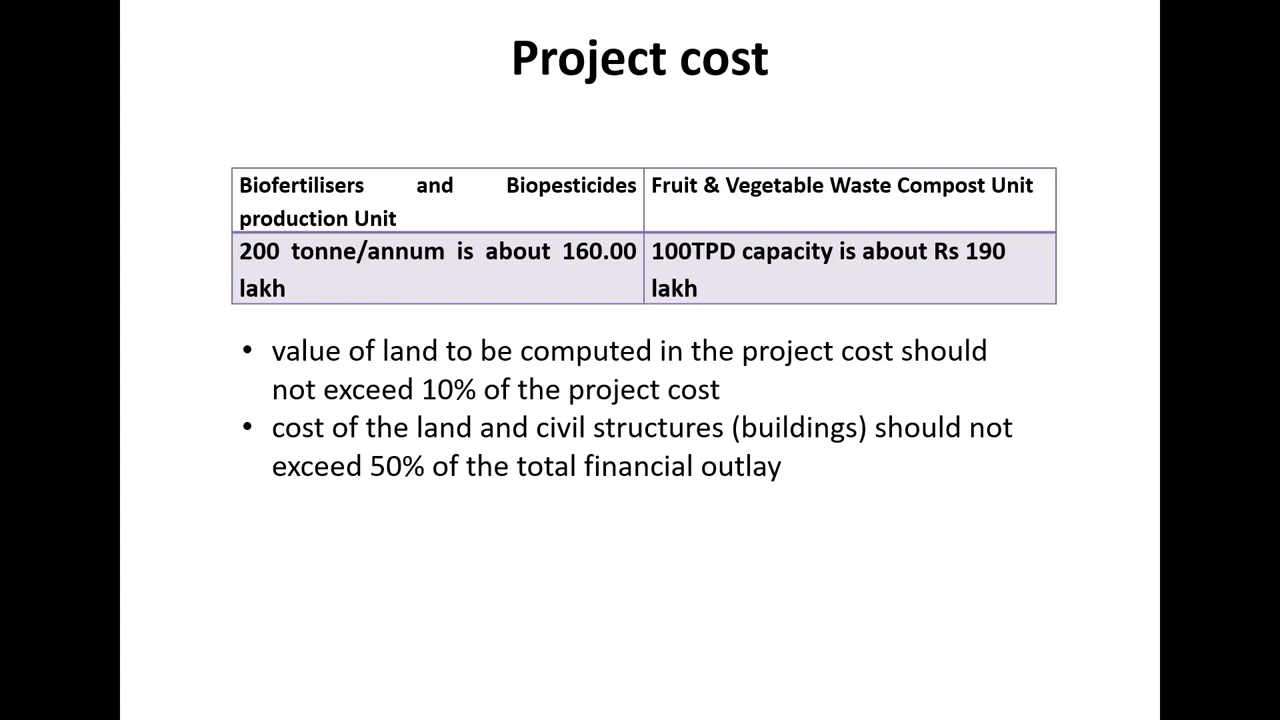 Project cost
Biofertilisers and Biopesticides
production Unit
Fruit & Vegetable Waste Compost Unit
200 tonne/annum is about 160.00
lakh
100TPD capacity is about Rs 190
lakh
• value of land to be computed in the project cost should
not exceed 10% of the project cost
• cost of the land and civil structures (buildings) should not
exceed 50% of the total financial outlay